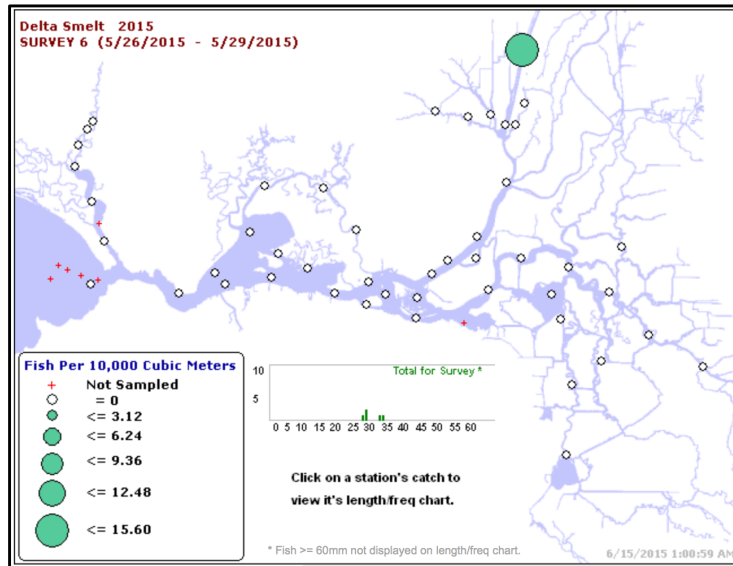 Delta Smelt 2015
SURVEY 6 (5/26/2015 - 5/29/2015)
Fish Per 10,000 Cubic Meters
+ Not Sampled
= 0
<= 3.12
<= 6.24
<= 9.36
<= 12.48
<= 15.60
10
Total for Survey *
5
0 5 10 15 20 25 30 35 40 45 50 55 60
Click on a station's catch to
view it's length/freq chart.
* Fish >= 60mm not displayed on length/freq chart.
6/15/2015 1:00:59 AM